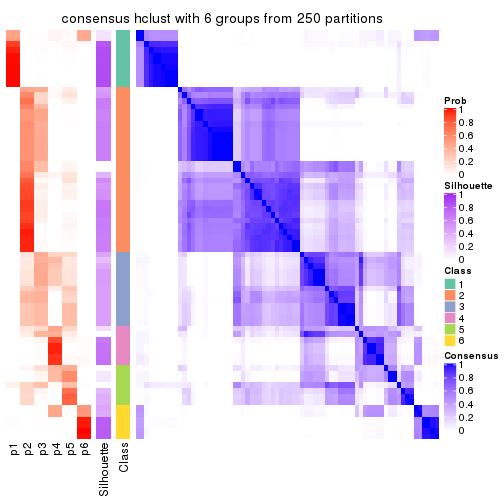 consensus hclust with 6 groups from 250 partitions
p1
p2
p3
p4
p5
p6
Silhouette
Class
Prob
1
0.8
0.6
0.4
0.2
0
Silhouette
1
0.8
0.6
0.4
0.2
0
Class
1
2
3
4
5
6
Consensus
1
0.8
0.6
0.4
0.2
0